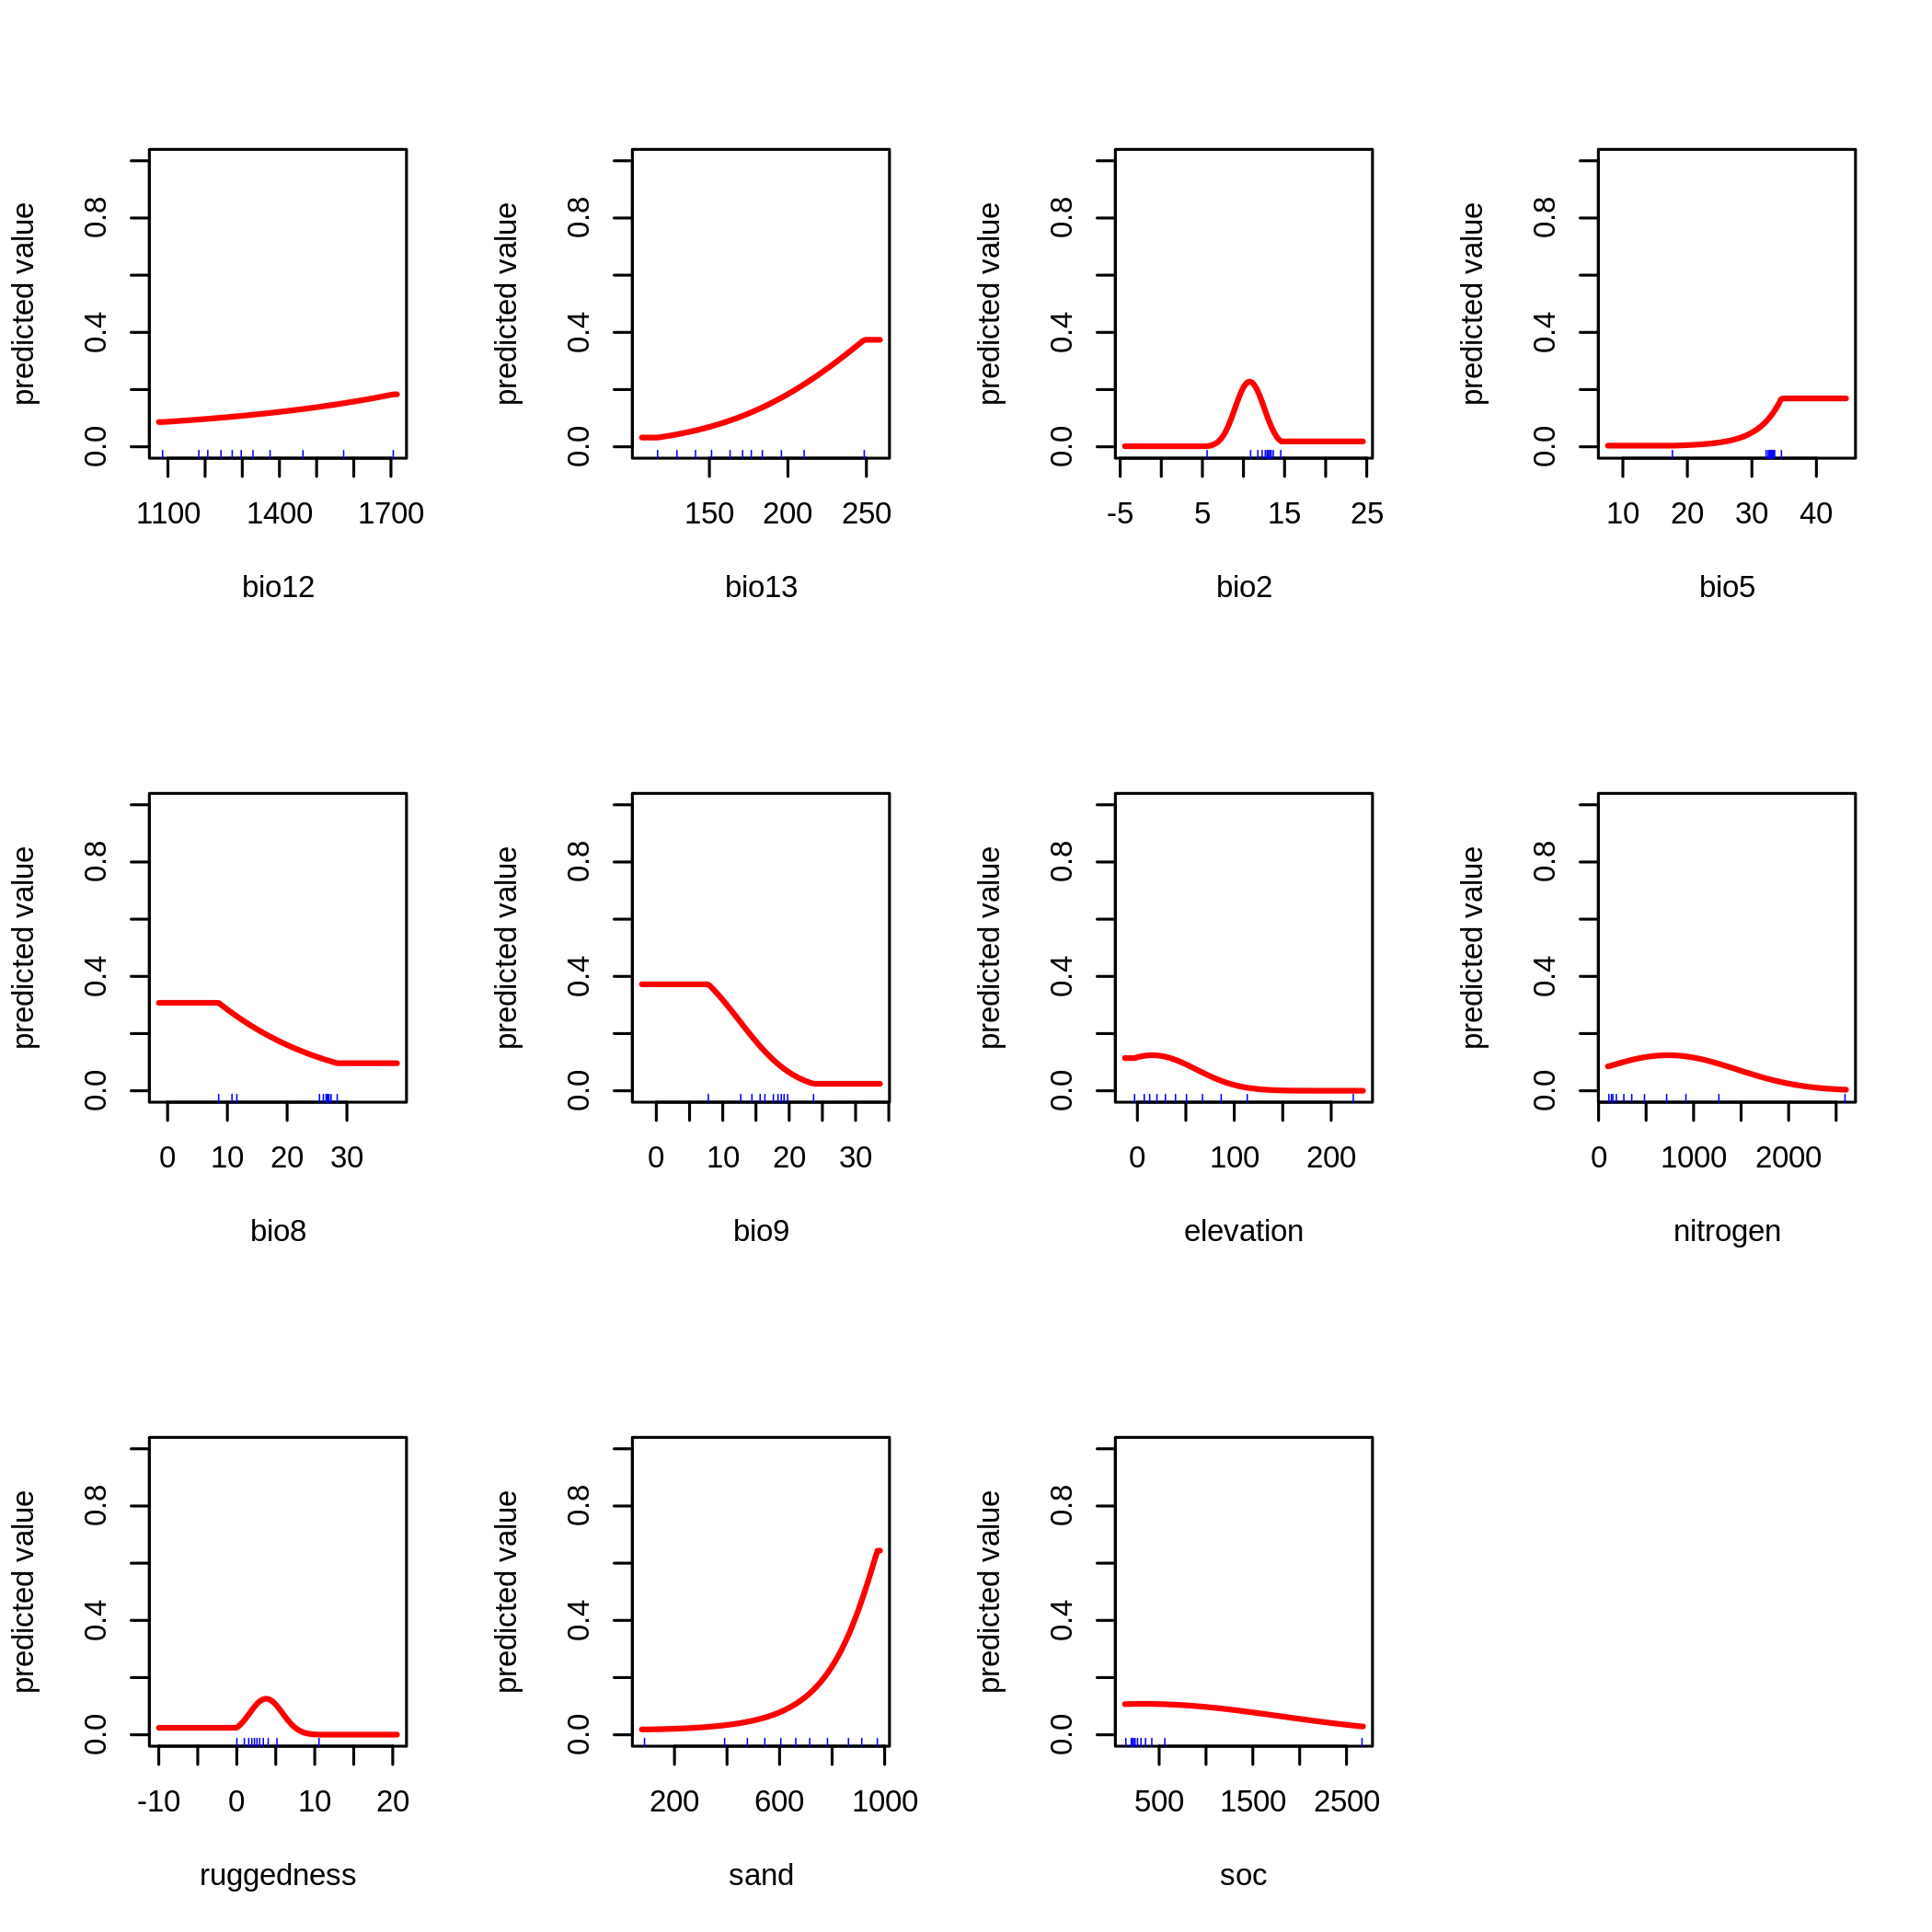 predicted value
0.0 0.4 0.8
1100 1400 1700
bio12
predicted value
0.0 0.4 0.8
150 200 250
bio13
predicted value
0.0 0.4 0.8
-5 5 15 25
bio2
predicted value
0.0 0.4 0.8
10 20 30 40
bio5
predicted value
0.0 0.4 0.8
0 10 20 30
bio8
predicted value
0.0 0.4 0.8
0 10 20 30
bio9
predicted value
0.0 0.4 0.8
0 100 200
elevation
predicted value
0.0 0.4 0.8
0 1000 2000
nitrogen
predicted value
0.0 0.4 0.8
-10 0 10 20
ruggedness
predicted value
0.0 0.4 0.8
200 600 1000
sand
predicted value
0.0 0.4 0.8
500 1500 2500
soc